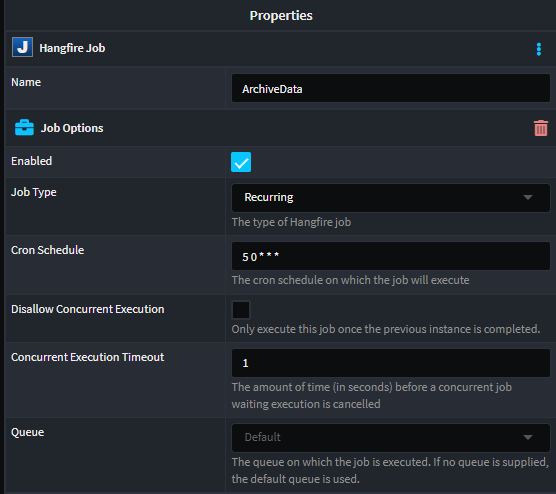 Properties
J Hangfire Job
Name
ArchiveData
Job Options
Enabled
Job Type
Recurring
The type of Hangfire job
Cron Schedule
5 0 * * *
The cron schedule on which the job will execute
Disallow Concurrent Execution
Only execute this job once the previous instance is completed.
Concurrent Execution Timeout
1
The amount of time (in seconds) before a concurrent job
waiting execution is cancelled
Queue
Default
The queue on which the job is executed. If no queue is supplied,
the default queue is used.